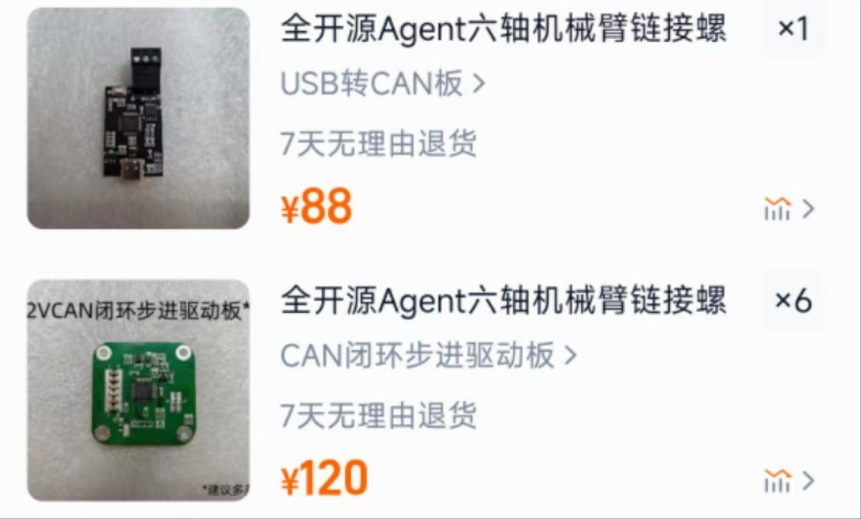 全开源Agent六轴机械臂链接螺 ×1
USB转CAN板 >
7天无理由退货
¥88
2VCAN闭环步进驱动板*
全开源Agent六轴机械臂链接螺 ×6
CAN闭环步进驱动板 >
7天无理由退货
¥120
*建议多